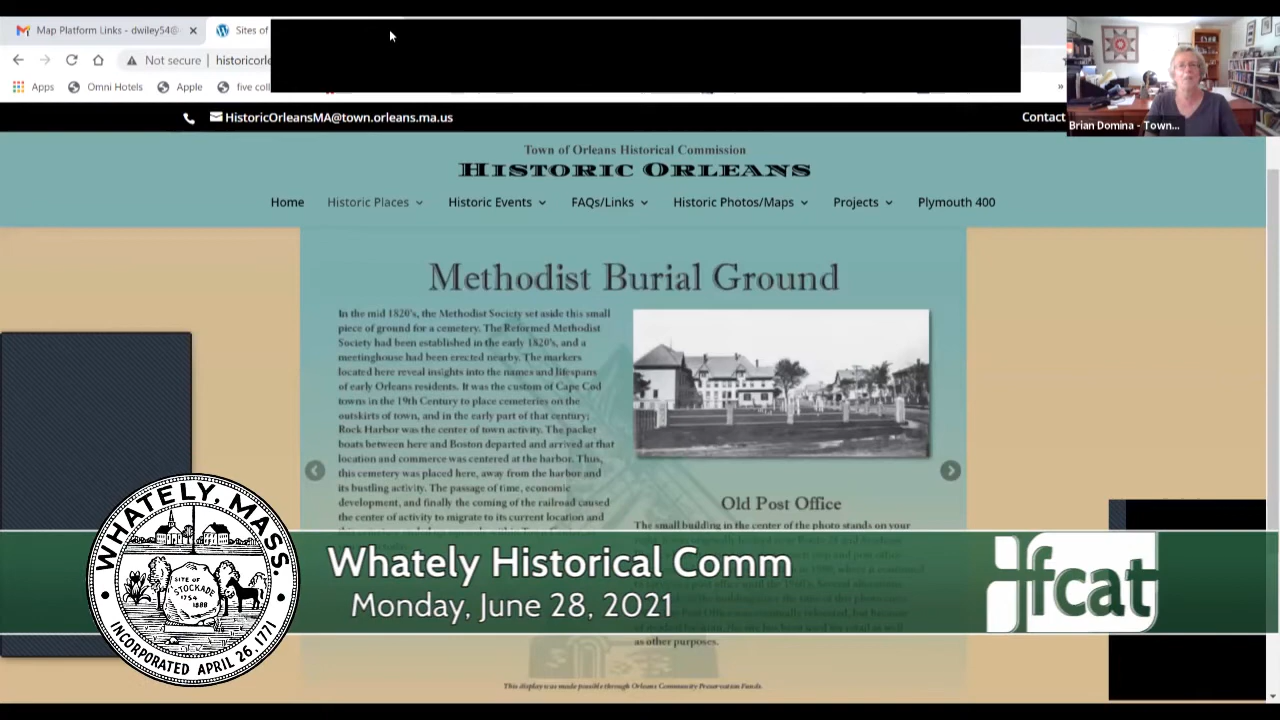 Map Platform Links - dwiley54@
Sites of
Not secure
historicorle
Apps
Omni Hotels
Apple
five coll
»
HistoricOrleansMA@town.orleans.ma.us
Contact
Brian Domina - Town...
Town of Orleans Historical Commission
Historic Orleans
Home
Historic Places
Historic Events
FAQs/Links
Historic Photos/Maps
Projects
Plymouth 400
Methodist Burial Ground
In the mid 1820's, the Methodist Society set aside this small
piece of ground for a cemetery. The Reformed Methodist
Society had been established in the early 1820's, and a
meetinghouse had been erected nearby. The markers
located here reveal insights into the names and lifespans
of early Orleans residents. It was the custom of Cape Cod
towns in the 19th Century to place cemeteries on the
outskirts of town, and in the early part of that century;
Rock Harbor was the center of town activity. The packet
boats between here and Boston departed and arrived at that
location and commerce was centered at the harbor. Thus,
this cemetery was placed here, away from the harbor and
its bustling activity. The passage of time, economic
development, and finally the coming of the railroad caused
the center of activity to migrate to its current location and
Old Post Office
The small building in the center of the photo stands on your
as other purposes.
This display was made possible through Orleans Community Preservation Funds.
WHATELY, MASS.
SITE OF
STOCKADE
1754
1888
INCORPORATED APRIL 26, 1771
Whately Historical Comm
Monday, June 28, 2021
fcat